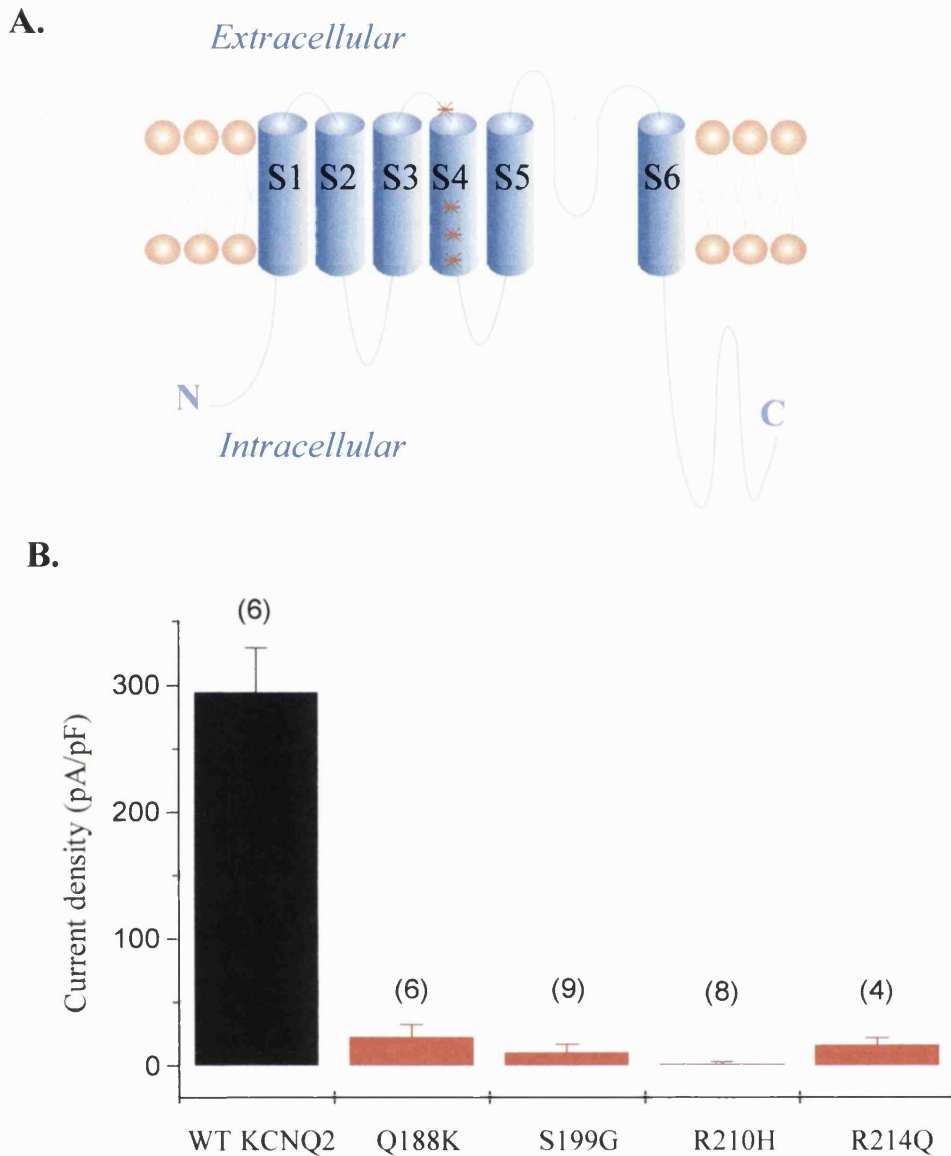 A.
Extracellular
S1 S2 S3 S4 S5 S6
N
C
Intracellular
B.
Current density (pA/pF)
300
200
100
0
(6)
(6)
(9)
(8)
(4)
WT KCNQ2 Q188K S199G R210H R214Q